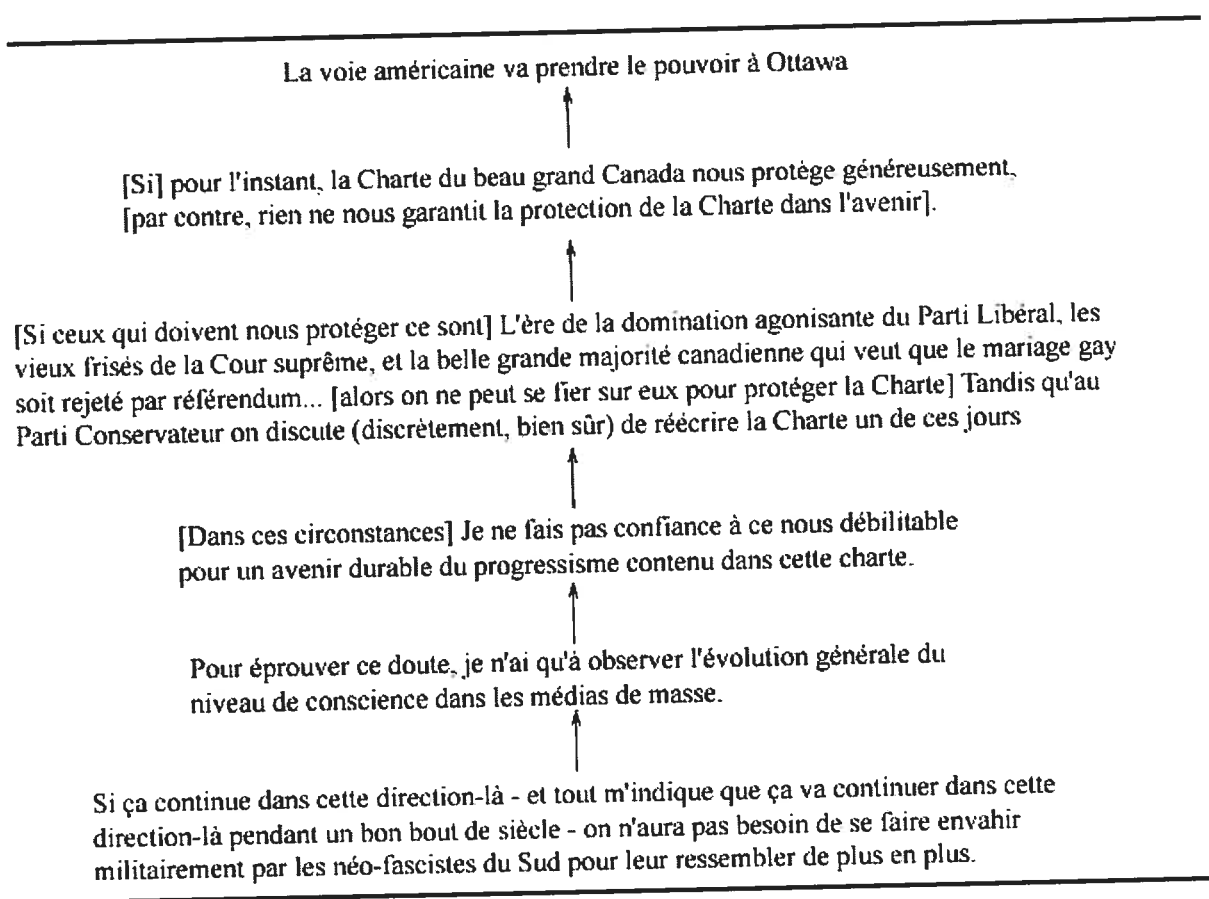 La voie américaine va prendre le pouvoir à Ottawa
[Si] pour l'instant, la Charte du beau grand Canada nous protège généreusement,
[par contre, rien ne nous garantit la protection de la Charte dans l'avenir].
[Si ceux qui doivent nous protéger ce sont] L'ère de la domination agonisante du Parti Libéral, les
vieux frisés de la Cour suprême, et la belle grande majorité canadienne qui veut que le mariage gay
soit rejeté par référendum... [alors on ne peut se fier sur eux pour protéger la Charte] Tandis qu'au
Parti Conservateur on discute (discrètement, bien sûr) de réécrire la Charte un de ces jours
[Dans ces circonstances] Je ne fais pas confiance à ce nous débilitable
pour un avenir durable du progressisme contenu dans cette charte.
Pour éprouver ce doute, je n'ai qu'à observer l'évolution générale du
niveau de conscience dans les médias de masse.
Si ça continue dans cette direction-là - et tout m'indique que ça va continuer dans cette
direction-là pendant un bon bout de siècle - on n'aura pas besoin de se faire envahir
militairement par les néo-fascistes du Sud pour leur ressembler de plus en plus.